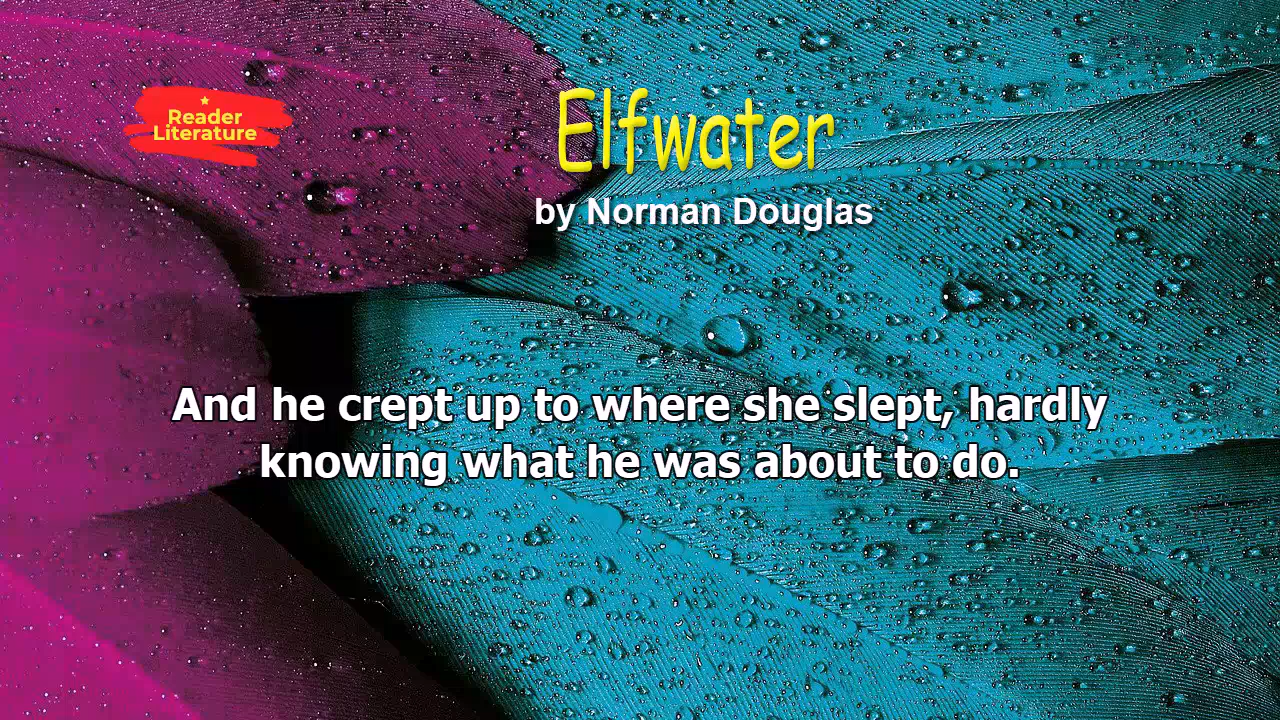 Reader
Literature
Elfwater
by Norman Douglas
And he crept up to where she slept, hardly
knowing what he was about to do.